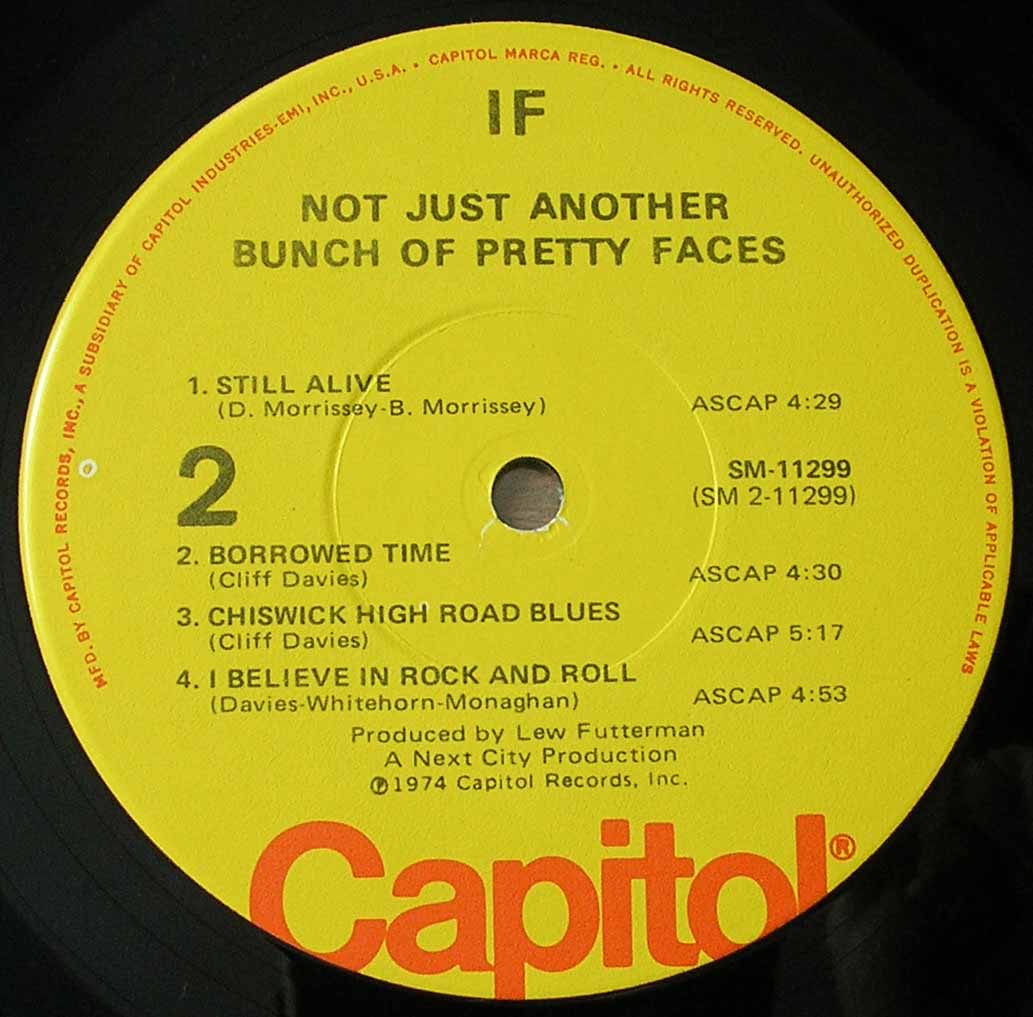 MFD. BY CAPITOL RECORDS, INC., A SUBSIDIARY OF CAPITOL INDUSTRIES-EMI, INC., U.S.A. • CAPITOL MARCA REG. • ALL RIGHTS RESERVED. UNAUTHORIZED DUPLICATION IS A VIOLATION OF APPLICABLE LAWS
IF
NOT JUST ANOTHER
BUNCH OF PRETTY FACES
1. STILL ALIVE
(D. Morrissey-B. Morrissey) ASCAP 4:29
2
SM-11299
(SM 2-11299)
2. BORROWED TIME
(Cliff Davies) ASCAP 4:30
3. CHISWICK HIGH ROAD BLUES
(Cliff Davies) ASCAP 5:17
4. I BELIEVE IN ROCK AND ROLL
(Davies-Whitehorn-Monaghan) ASCAP 4:53
Produced by Lew Futterman
A Next City Production
℗1974 Capitol Records, Inc.
Capitol®